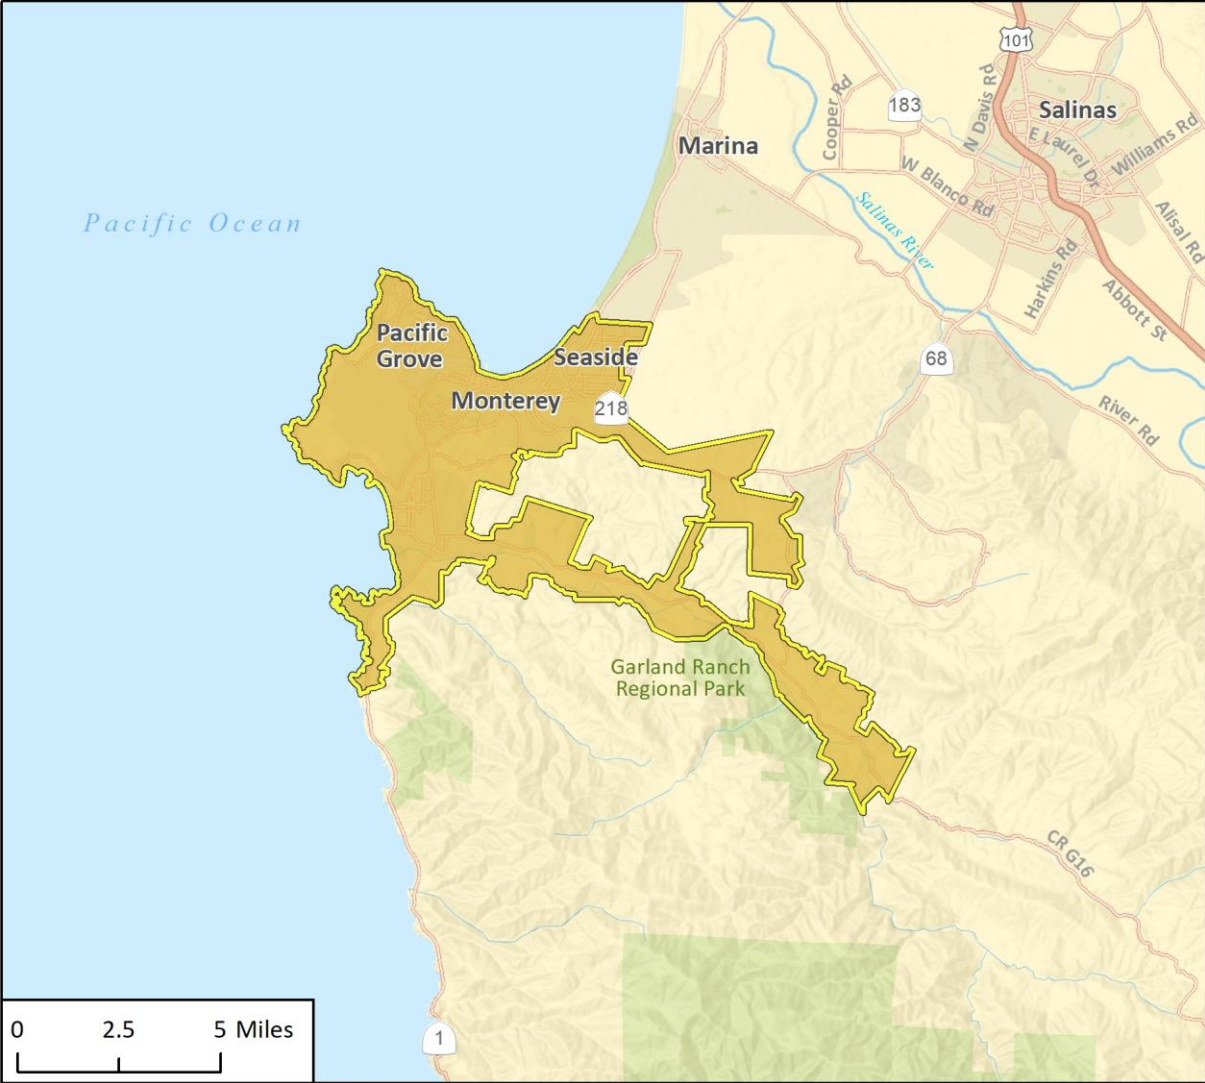 101
N Davis Rd
Cooper Rd
183
Salinas
E Laurel Dr
Williams Rd
Marina
W Blanco Rd
Salinas River
Alisal Rd
Pacific Ocean
Harkins Rd
Abbott St
Pacific
Grove
Seaside
68
Monterey
218
River Rd
Garland Ranch
Regional Park
CR G16
0 2.5 5 Miles
1